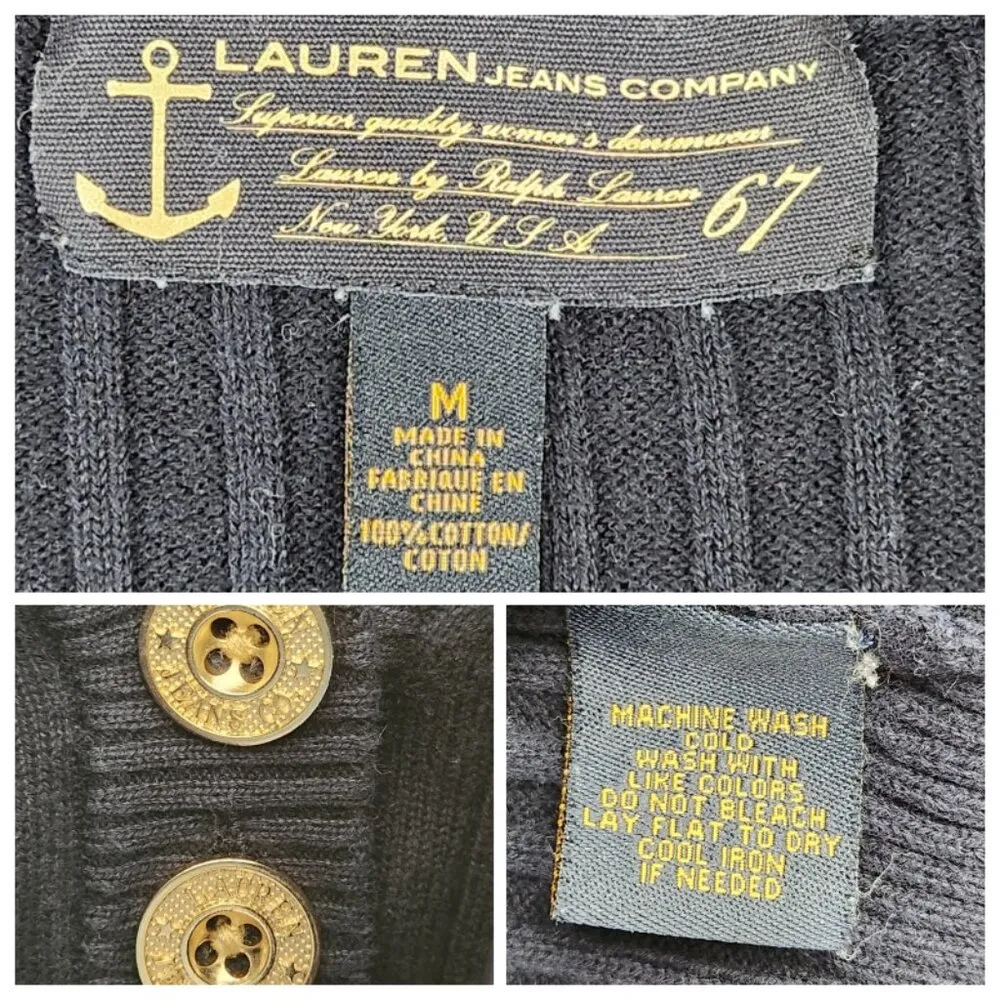 LAUREN JEANS COMPANY
Superior quality women's denimwear
Lauren by Ralph Lauren
New York, U S A.
67
M
MADE IN
CHINA
FABRIQUE EN
CHINE
100%COTTON/
COTON
JEANS CO
LAUREN
MACHINE WASH
COLD
WASH WITH
LIKE COLORS
DO NOT BLEACH
LAY FLAT TO DRY
COOL IRON
IF NEEDED